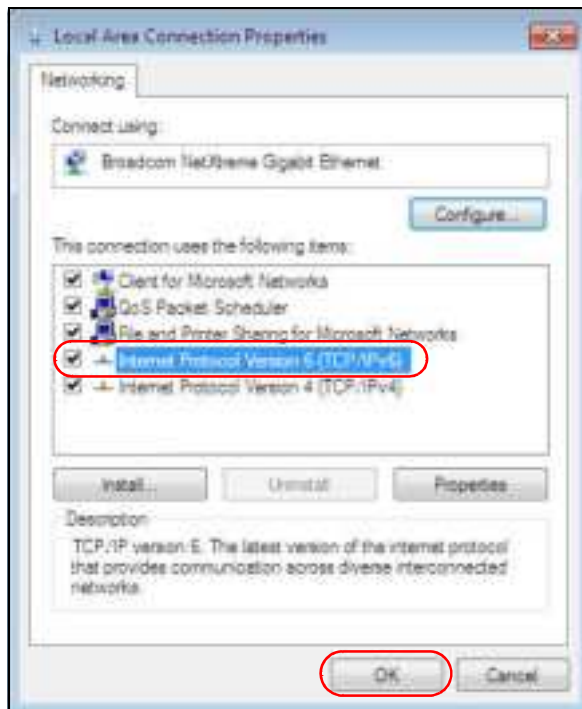 Local Area Connection Properties
Networking
Connect using:
Broadcom NetXtreme Gigabit Ethernet
Configure...
This connection uses the following items:
Client for Microsoft Networks
QoS Packet Scheduler
File and Printer Sharing for Microsoft Networks
Internet Protocol Version 6 (TCP/IPv6)
Internet Protocol Version 4 (TCP/IPv4)
Install...
Uninstall
Properties
Description
TCP/IP version 6. The latest version of the internet protocol
that provides communication across diverse interconnected
networks.
OK
Cancel